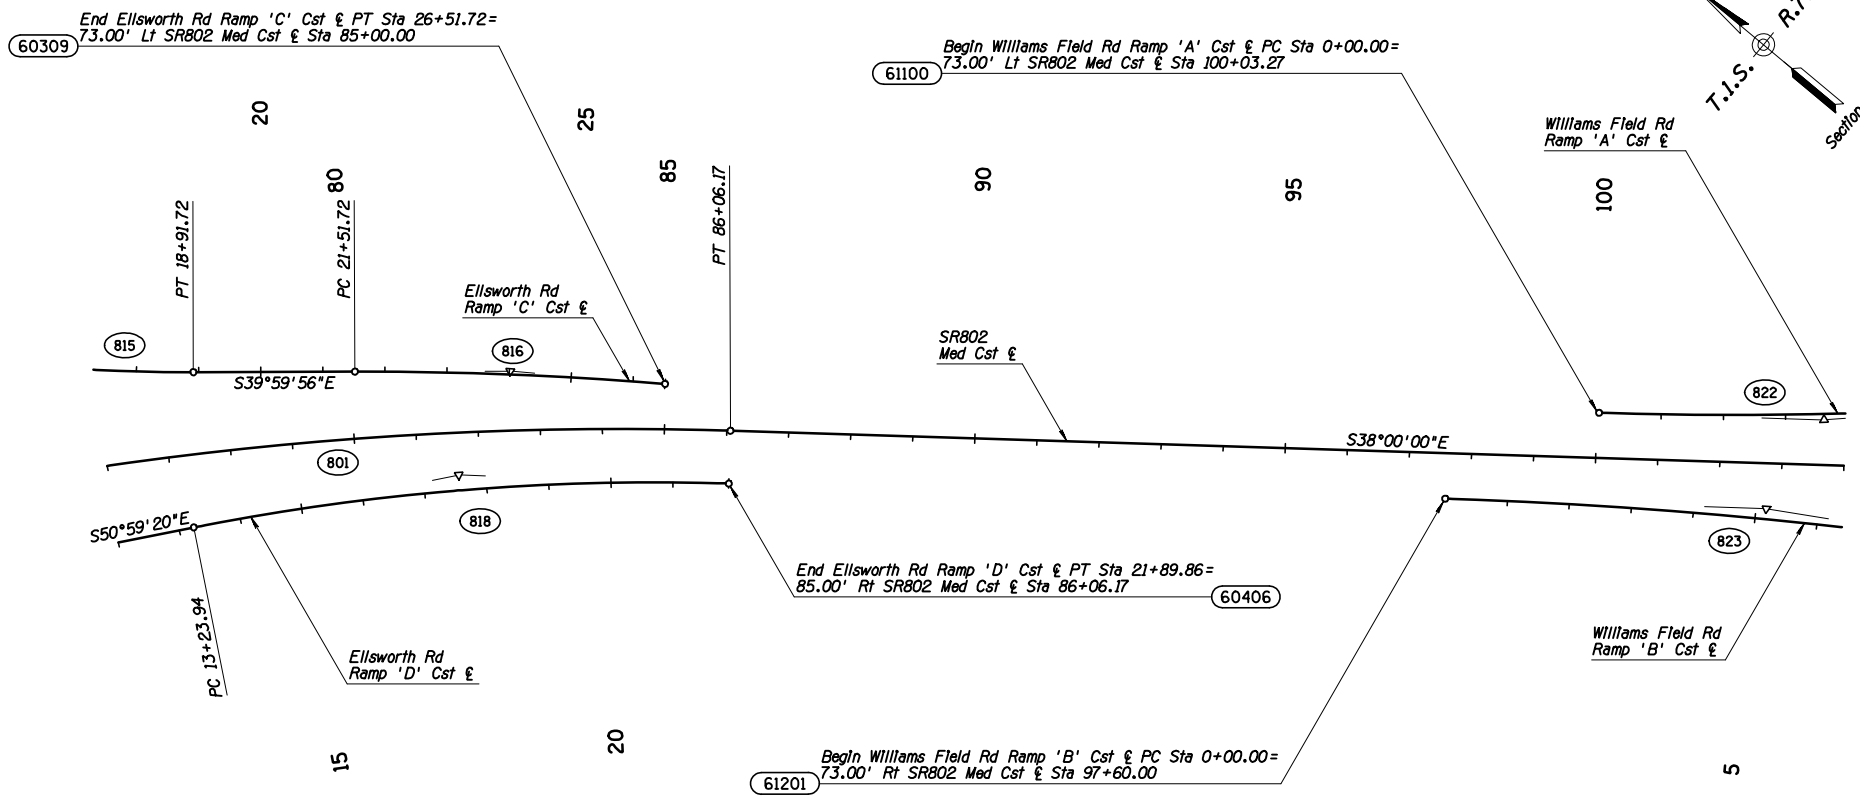 End Ellsworth Rd Ramp 'C' Cst ℄ PT Sta 26+51.72=
73.00' Lt SR802 Med Cst ℄ Sta 85+00.00
60309
Begin Williams Field Rd Ramp 'A' Cst ℄ PC Sta 0+00.00=
73.00' Lt SR802 Med Cst ℄ Sta 100+03.27
61100
T.1.S.
Section
Williams Field Rd
Ramp 'A' Cst ℄
20
25
80
85
90
95
100
PT 18+91.72
PC 21+51.72
PT 86+06.17
Ellsworth Rd
Ramp 'C' Cst ℄
815
816
S39°59'56"E
SR802
Med Cst ℄
822
801
S38°00'00"E
S50°59'20"E
818
823
End Ellsworth Rd Ramp 'D' Cst ℄ PT Sta 21+89.86=
85.00' Rt SR802 Med Cst ℄ Sta 86+06.17
60406
PC 13+23.94
Ellsworth Rd
Ramp 'D' Cst ℄
Williams Field Rd
Ramp 'B' Cst ℄
15
20
Begin Williams Field Rd Ramp 'B' Cst ℄ PC Sta 0+00.00=
73.00' Rt SR802 Med Cst ℄ Sta 97+60.00
61201
5